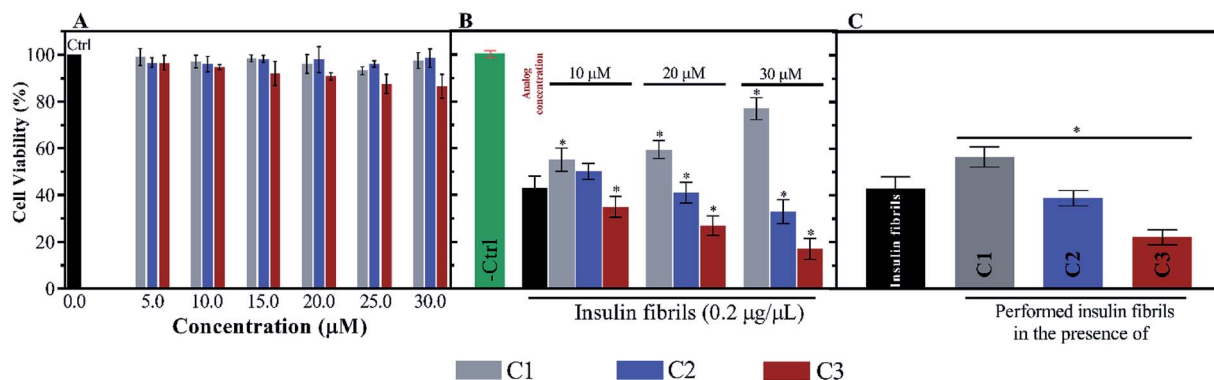 A
B
C
Cell Viability (%)
100
80
60
40
20
0
Ctrl
0.0
5.0
10.0
15.0
20.0
25.0
30.0
Concentration (µM)
-Ctrl
Analog
concentration
10 µM
20 µM
30 µM
*
*
*
*
*
*
*
*
Insulin fibrils (0.2 µg/µL)
*
Insulin fibrils
C1
C2
C3
Performed insulin fibrils
in the presence of
C1
C2
C3